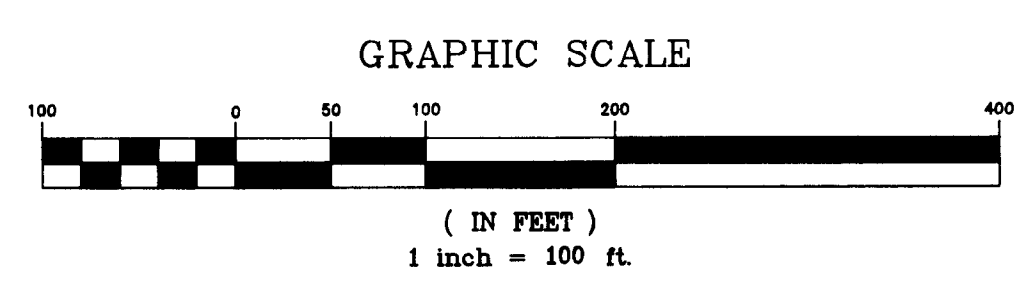 GRAPHIC SCALE
100 0 50 100 200 400
( IN FEET )
1 inch = 100 ft.